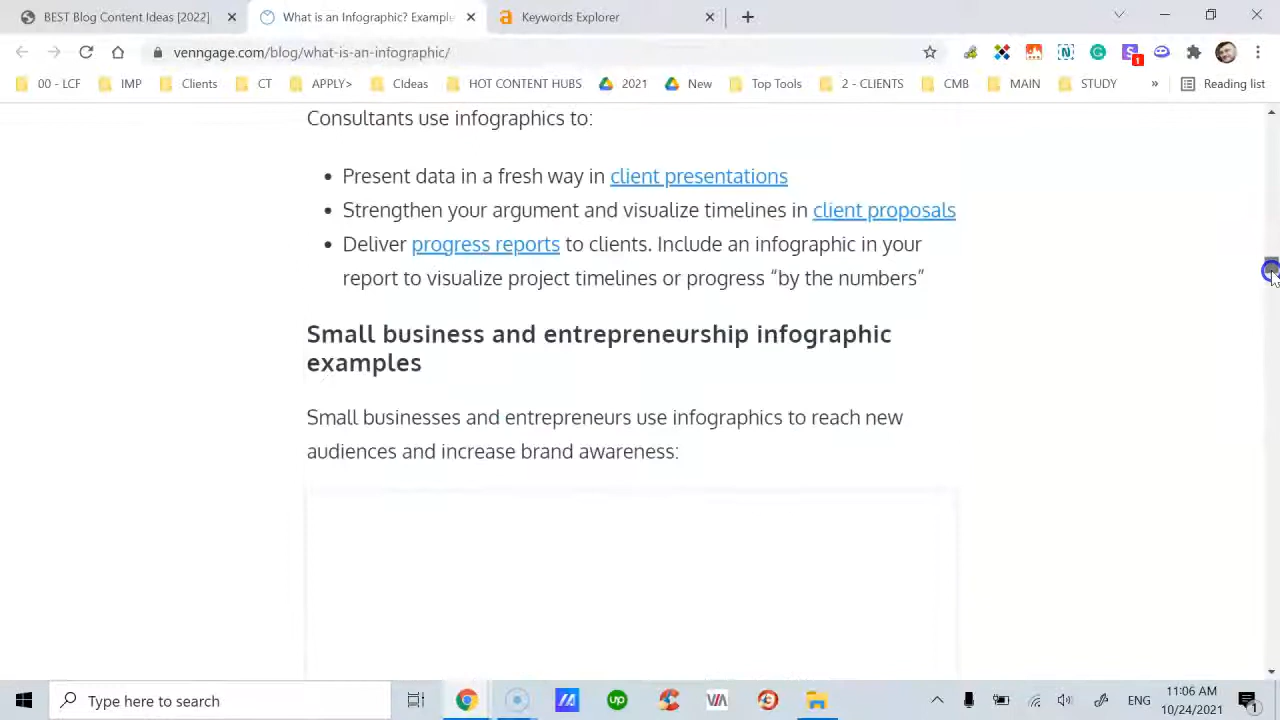 BEST Blog Content Ideas [2022]
What is an Infographic? Example
Keywords Explorer
venngage.com/blog/what-is-an-infographic/
1
00 - LCF
IMP
Clients
CT
APPLY>
CIdeas
HOT CONTENT HUBS
2021
New
Top Tools
2 - CLIENTS
CMB
MAIN
STUDY
»
Reading list
Consultants use infographics to:
• Present data in a fresh way in client presentations
• Strengthen your argument and visualize timelines in client proposals
• Deliver progress reports to clients. Include an infographic in your
report to visualize project timelines or progress “by the numbers”
Small business and entrepreneurship infographic
examples
Small businesses and entrepreneurs use infographics to reach new
audiences and increase brand awareness:
Type here to search
up
VIA
ENG
11:06 AM
10/24/2021
1